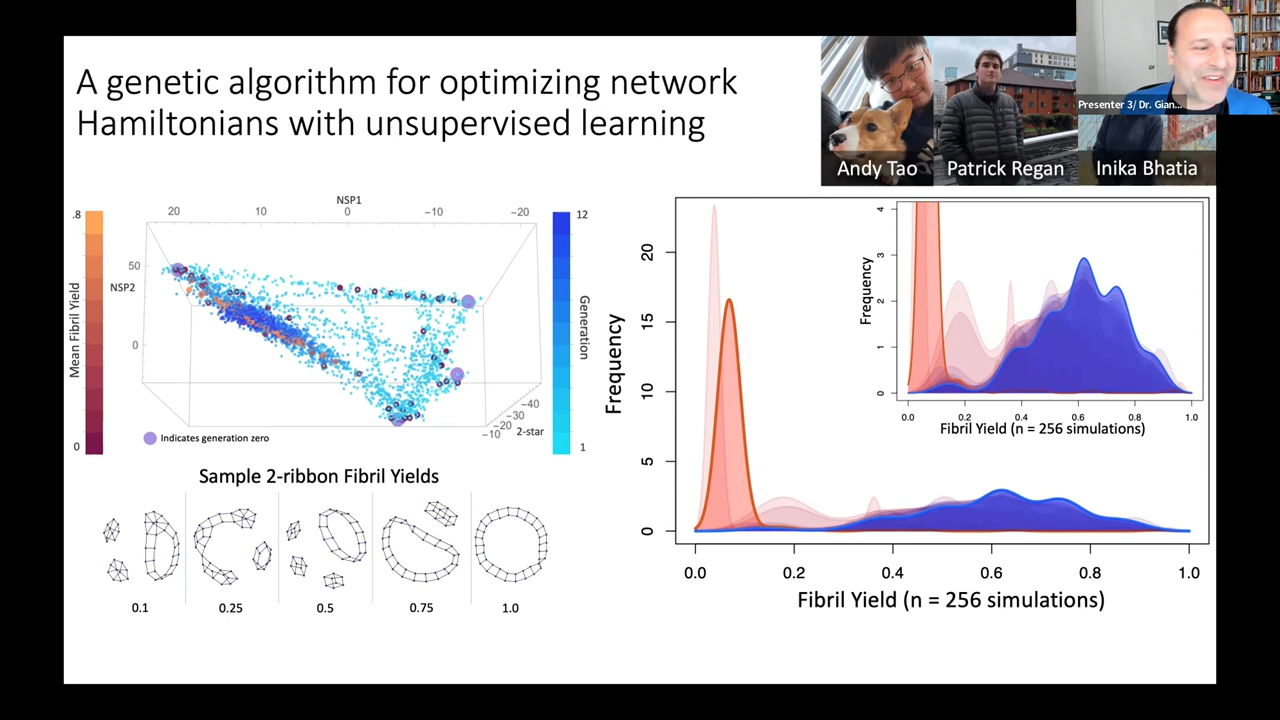 A genetic algorithm for optimizing network
Hamiltonians with unsupervised learning
Presenter 3/ Dr. Gian...
Andy Tao
Patrick Regan
Inika Bhatia
.8
Mean Fibril Yield
0
NSP1
20 10 0 −10 −20
50
NSP2
0
−40
−30
−20
−10
2-star
Indicates generation zero
12
Generation
1
Sample 2-ribbon Fibril Yields
0.1 0.25 0.5 0.75 1.0
Frequency
20
15
10
5
0
0.0 0.2 0.4 0.6 0.8 1.0
Fibril Yield (n = 256 simulations)
Frequency
4
3
2
1
0
0.0 0.2 0.4 0.6 0.8 1.0
Fibril Yield (n = 256 simulations)